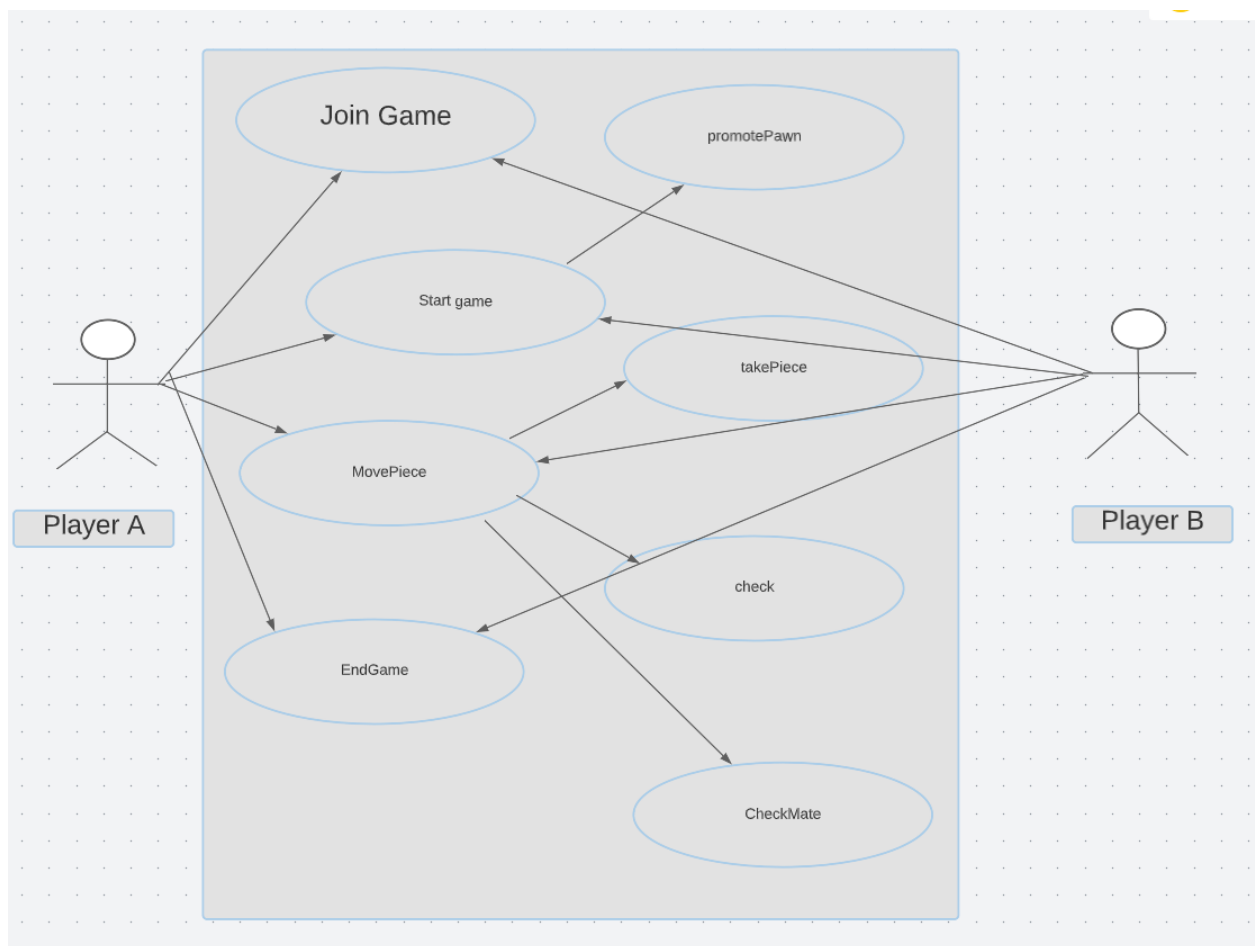 Join Game
promotePawn
Start game
takePiece
MovePiece
Player A
Player B
check
EndGame
CheckMate